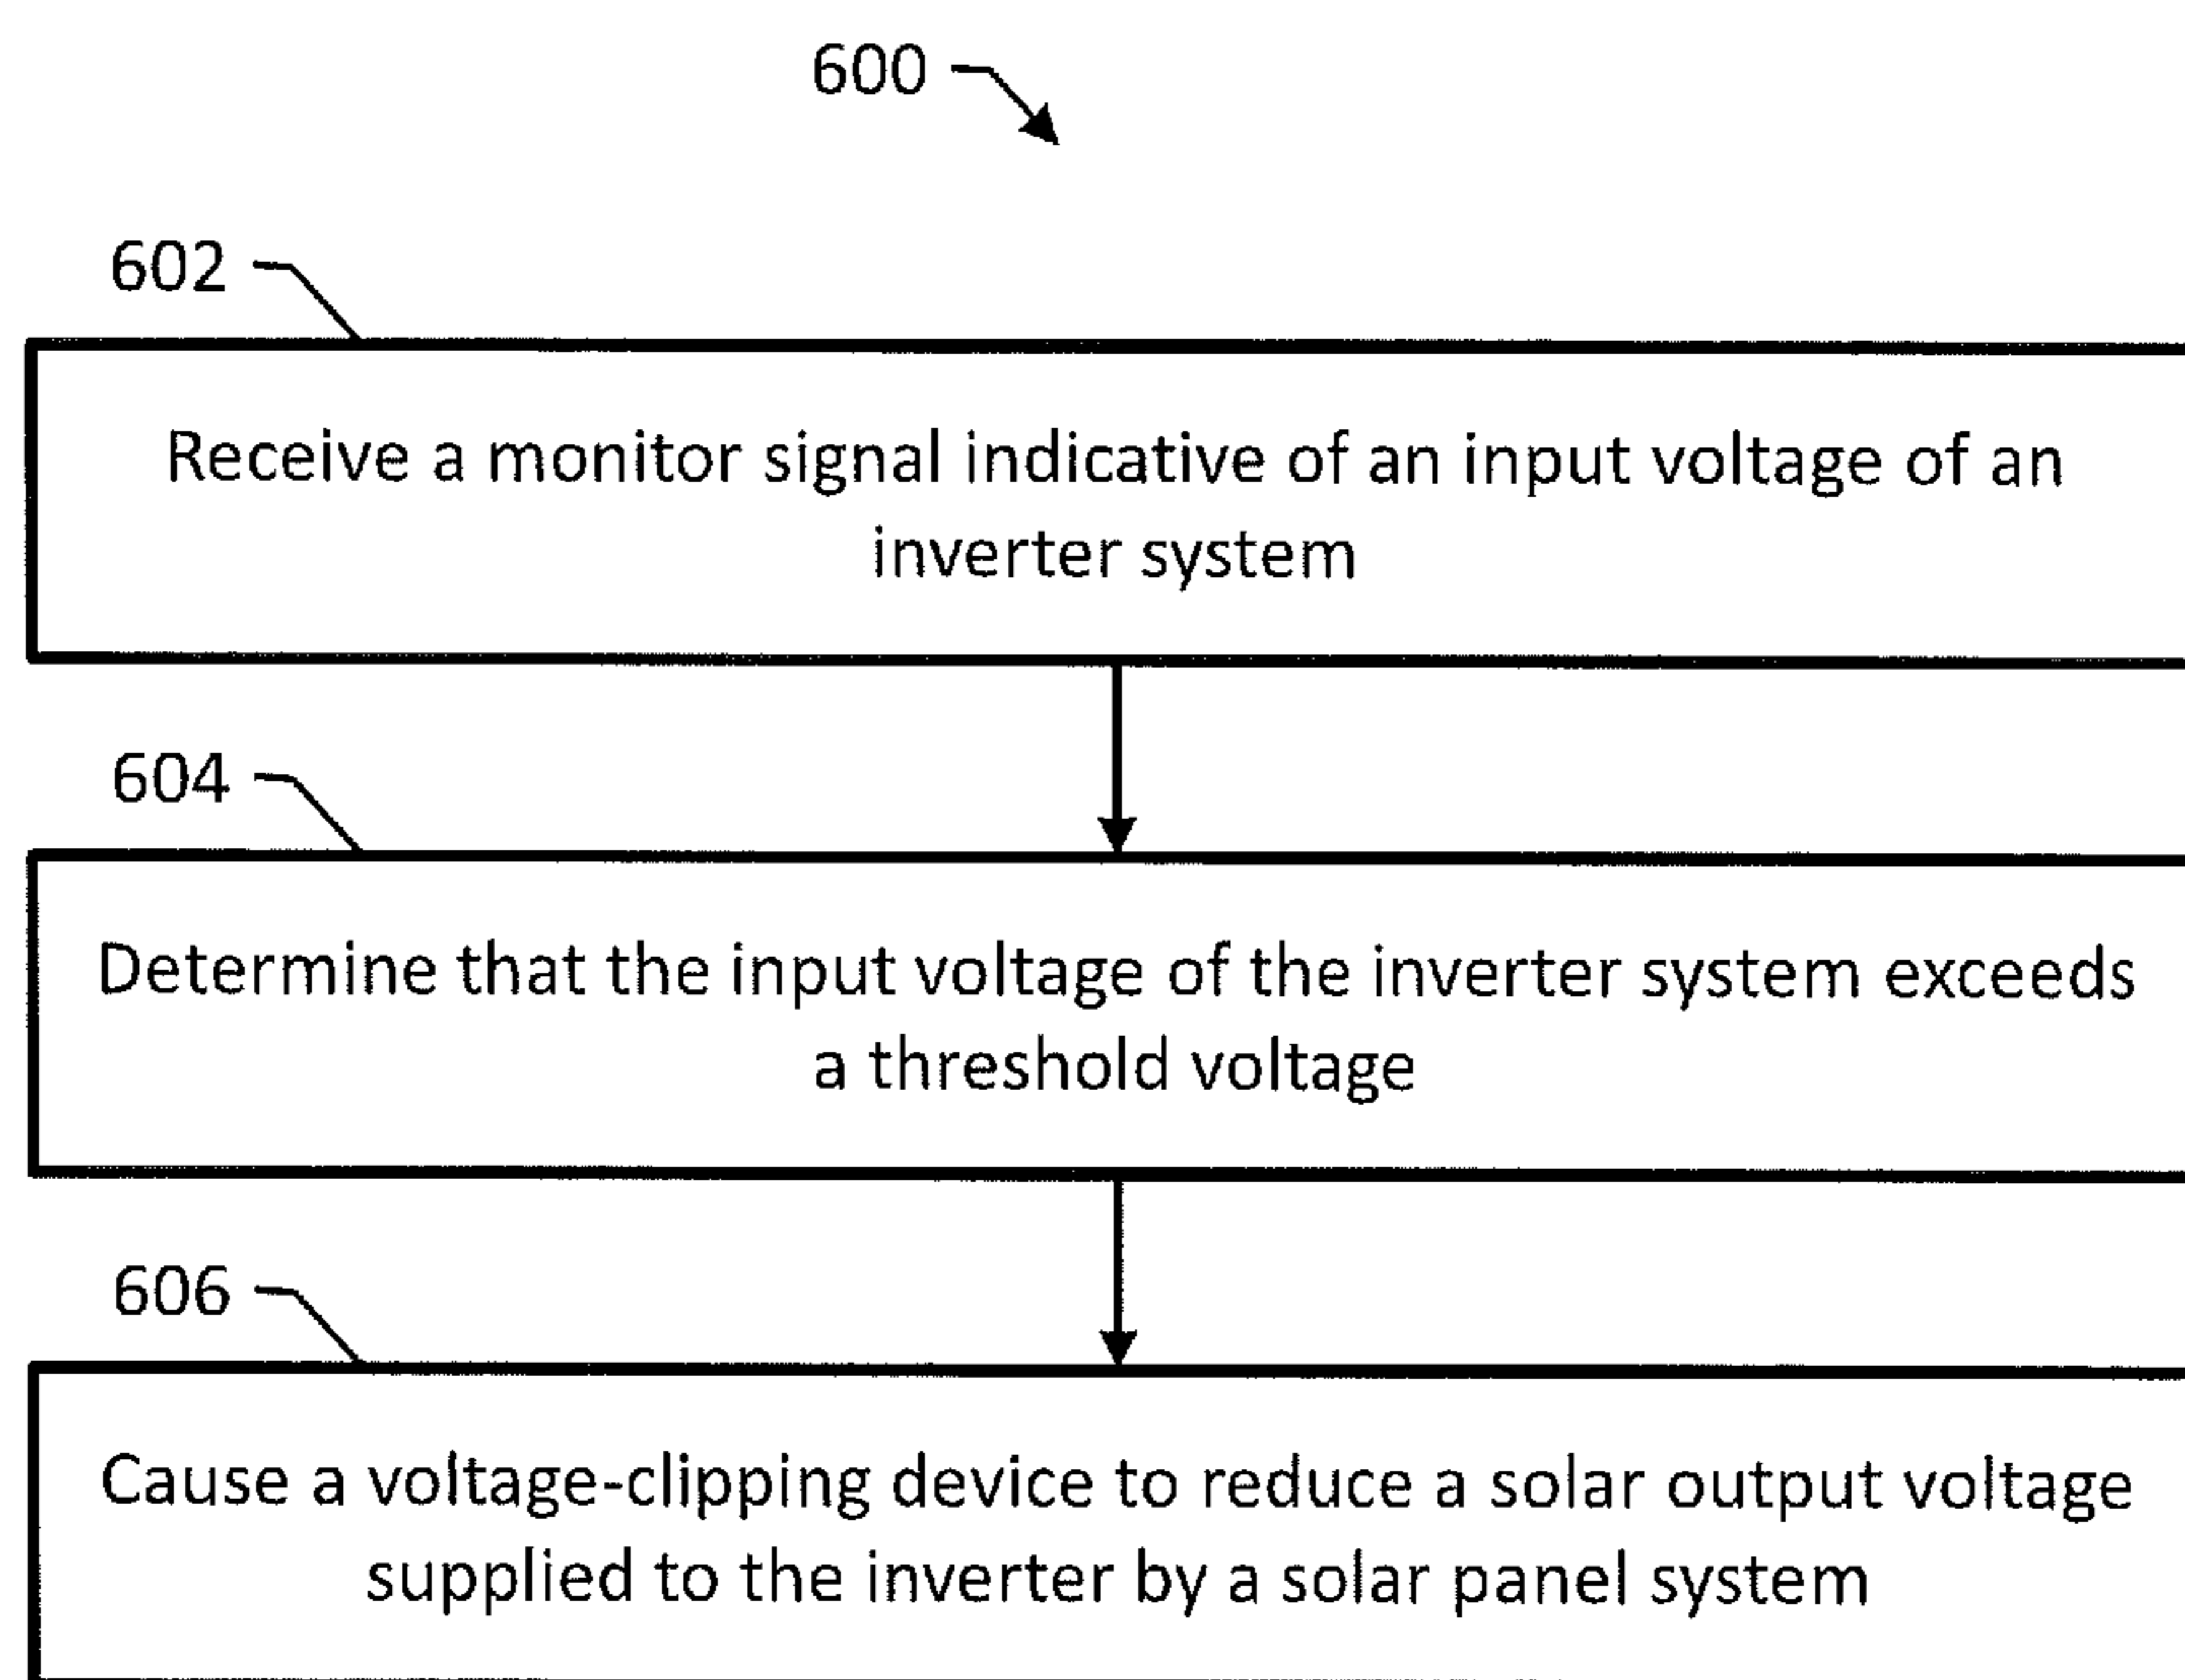 600
602
Receive a monitor signal indicative of an input voltage of an
inverter system
604
Determine that the input voltage of the inverter system exceeds
a threshold voltage
606
Cause a voltage-clipping device to reduce a solar output voltage
supplied to the inverter by a solar panel system